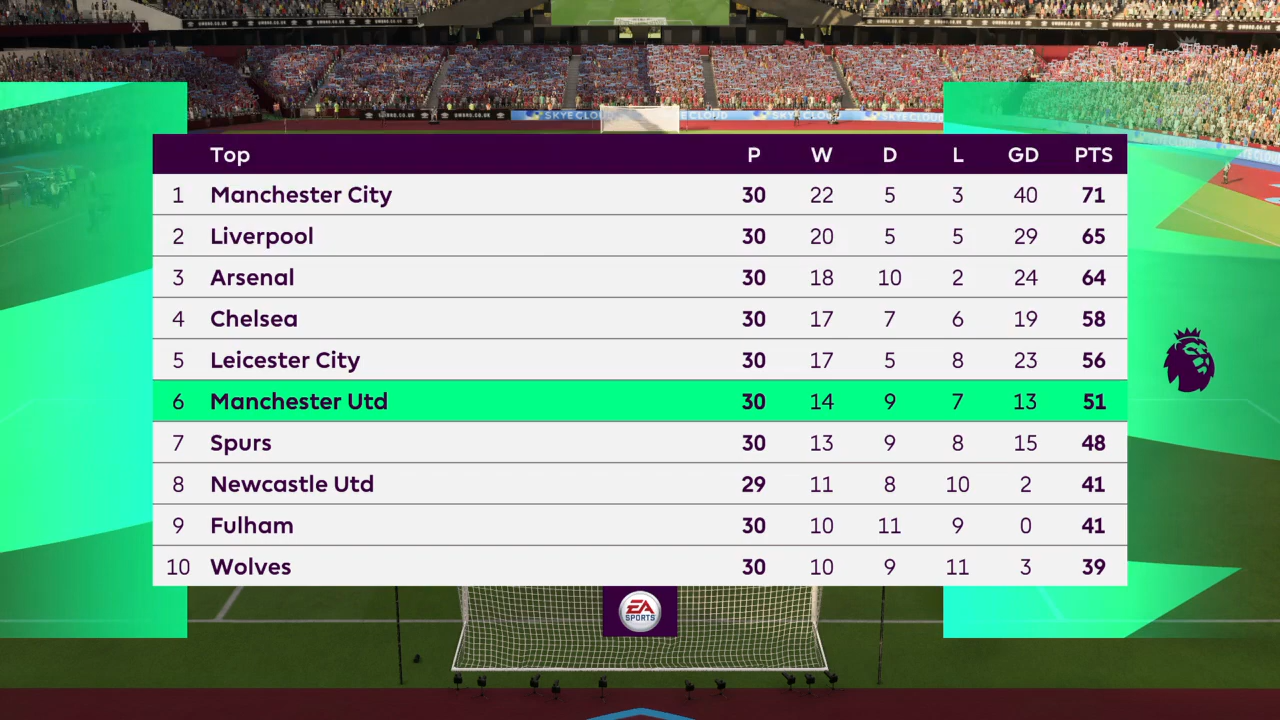 UMBRO.CO.UK
SKYECLOUD
Top P W D L GD PTS
1 Manchester City 30 22 5 3 40 71
2 Liverpool 30 20 5 5 29 65
3 Arsenal 30 18 10 2 24 64
4 Chelsea 30 17 7 6 19 58
5 Leicester City 30 17 5 8 23 56
6 Manchester Utd 30 14 9 7 13 51
7 Spurs 30 13 9 8 15 48
8 Newcastle Utd 29 11 8 10 2 41
9 Fulham 30 10 11 9 0 41
10 Wolves 30 10 9 11 3 39
EA
SPORTS